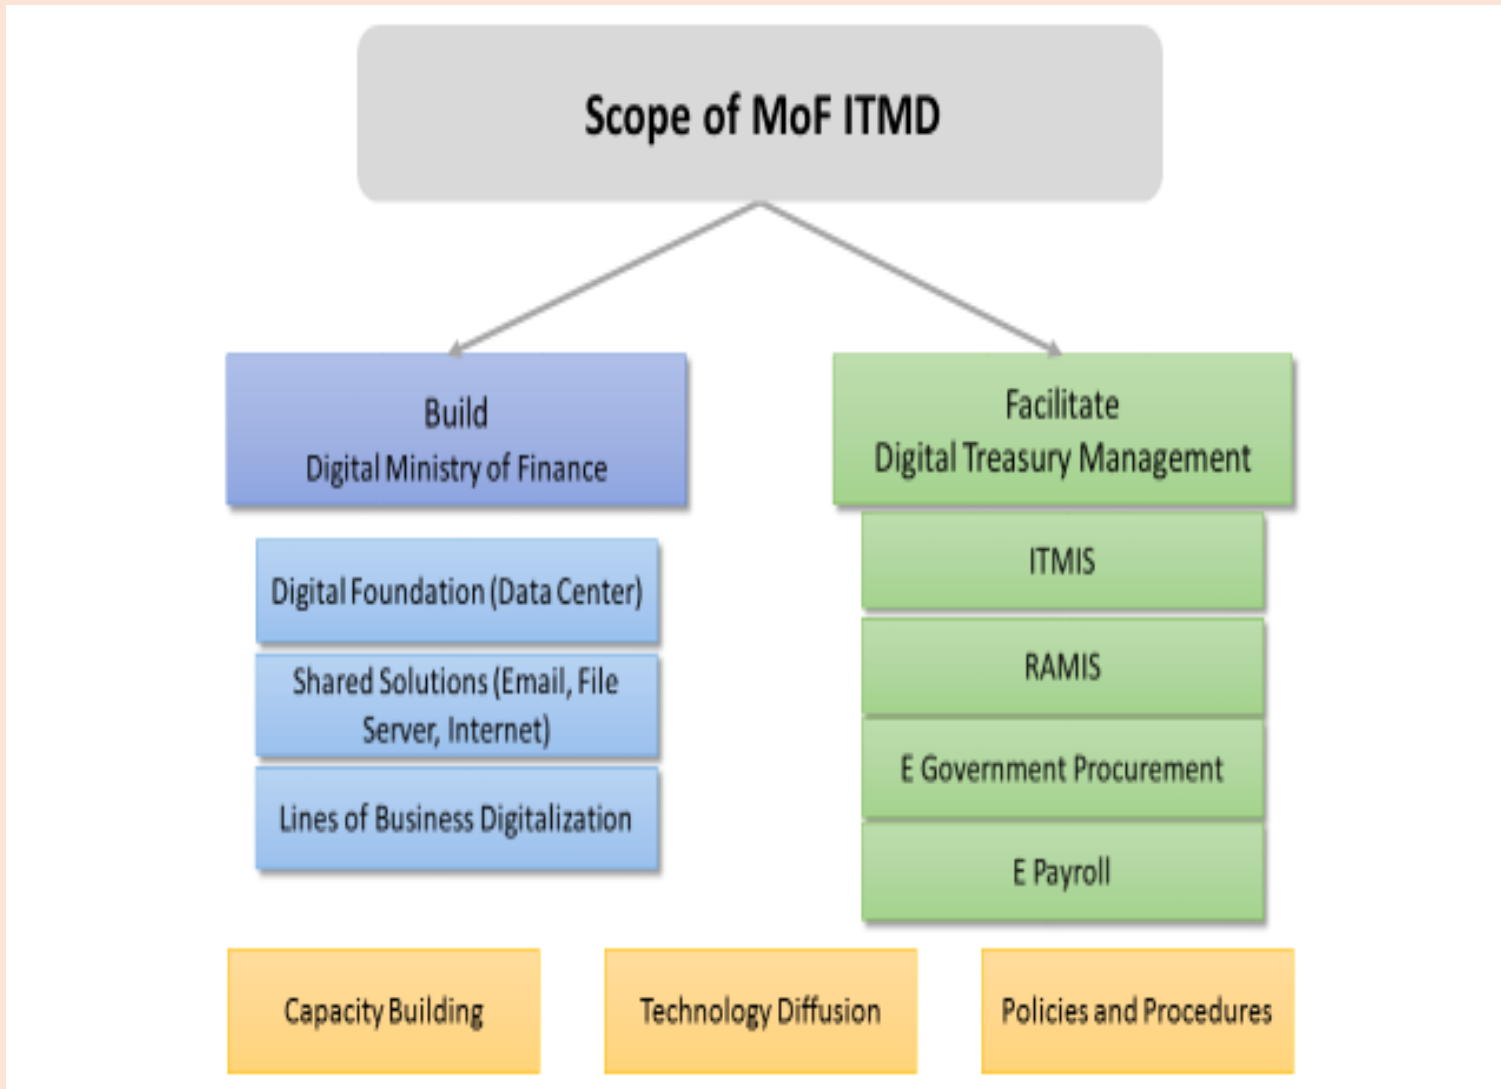 Scope of MoF ITMD
Build
Digital Ministry of Finance
Facilitate
Digital Treasury Management
Digital Foundation (Data Center)
Shared Solutions (Email, File
Server, Internet)
Lines of Business Digitalization
ITMIS
RAMIS
E Government Procurement
E Payroll
Capacity Building
Technology Diffusion
Policies and Procedures